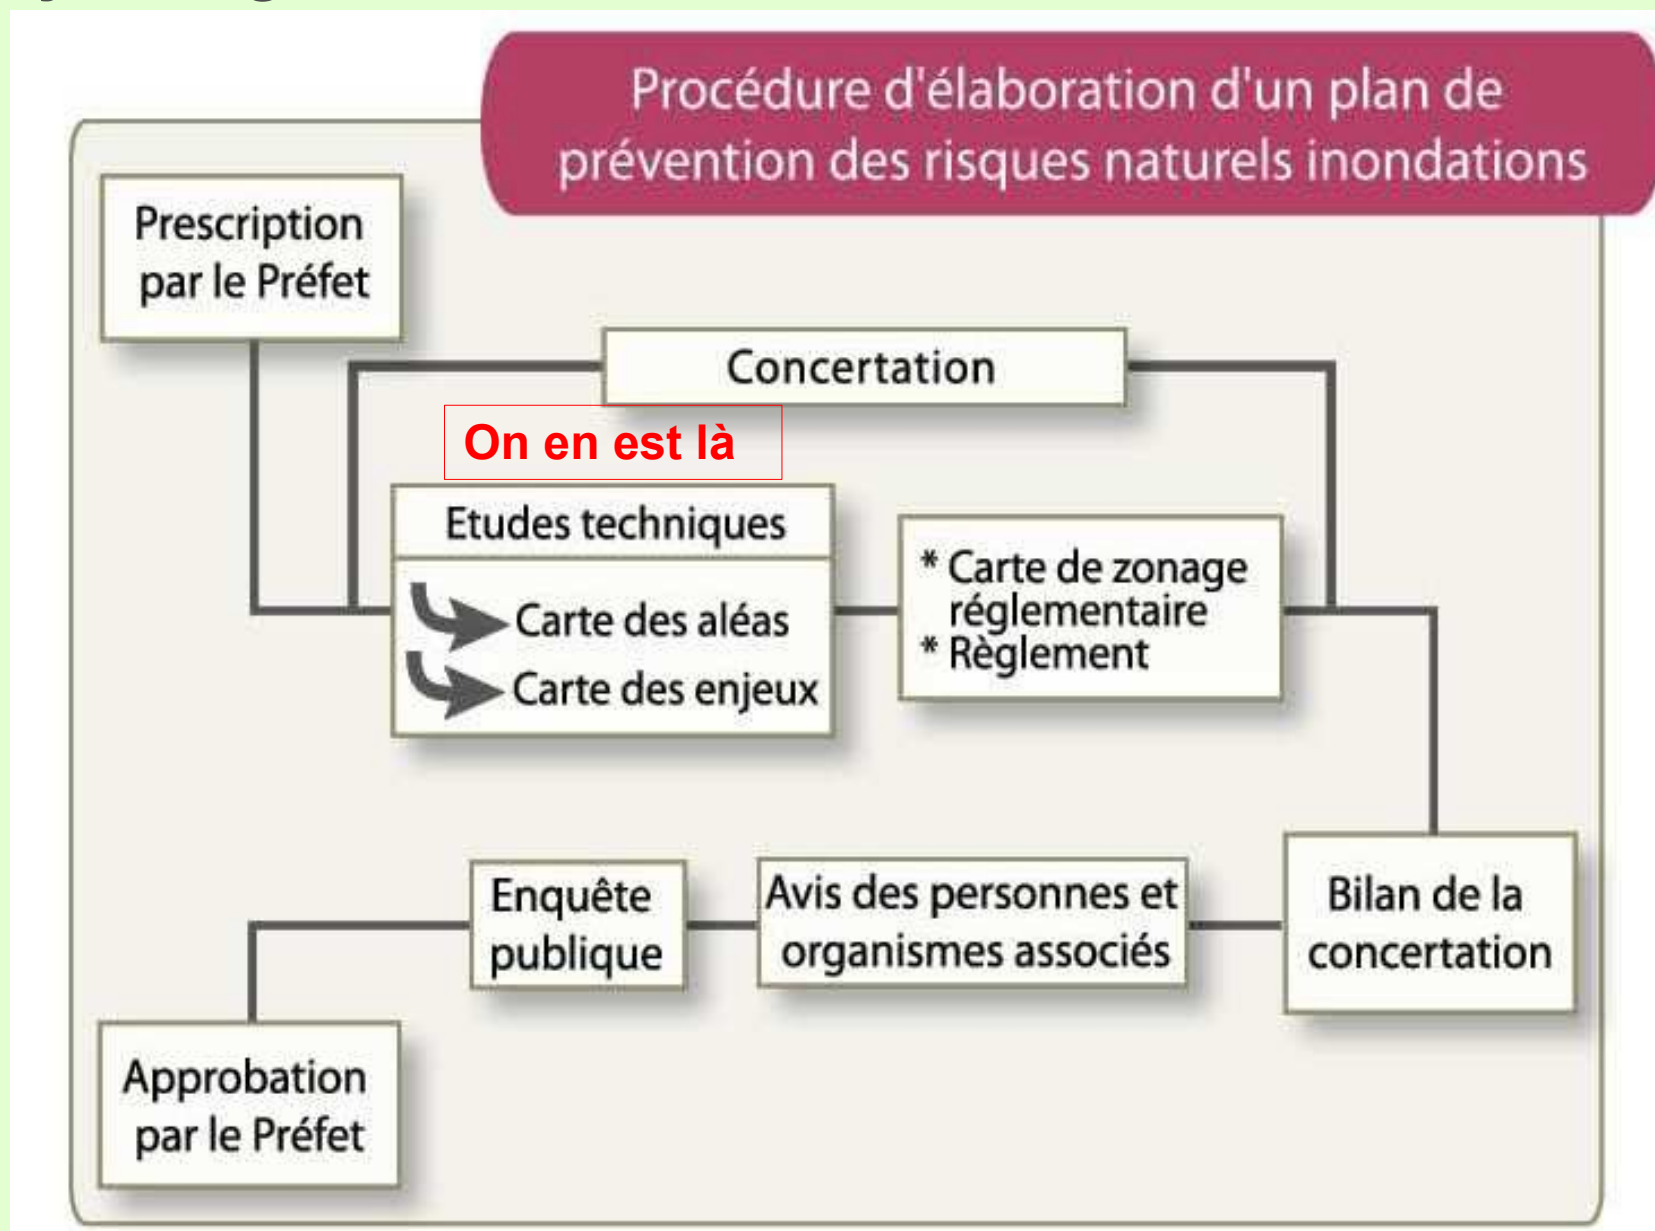 Procédure d'élaboration d'un plan de
prévention des risques naturels inondations
Prescription
par le Préfet
Concertation
On en est là
Etudes techniques
Carte des aléas
Carte des enjeux
* Carte de zonage
réglementaire
* Règlement
Bilan de la
concertation
Avis des personnes et
organismes associés
Enquête
publique
Approbation
par le Préfet